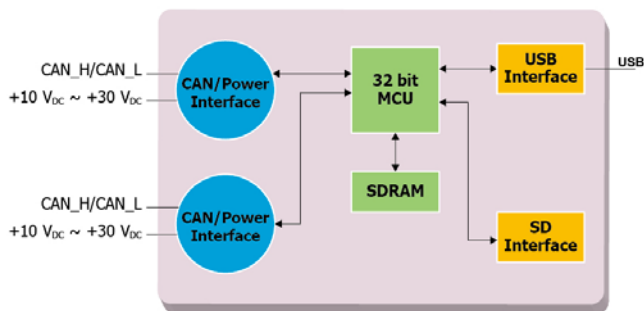 CAN_H/CAN_L
+10 VDC ~ +30 VDC
CAN/Power
Interface
32 bit
MCU
USB
Interface
USB
SDRAM
CAN_H/CAN_L
+10 VDC ~ +30 VDC
CAN/Power
Interface
SD
Interface